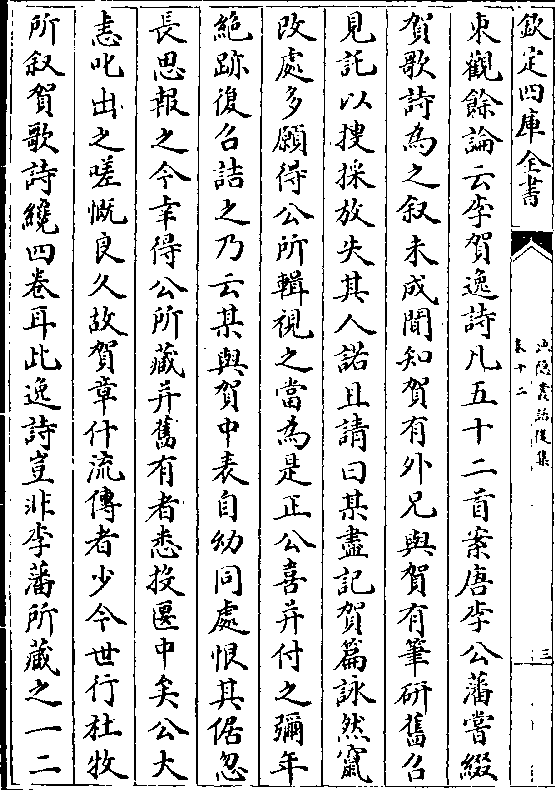 欽定四庫全書
漁隱叢話後集
卷十二
三
東觀餘論云李賀逸詩凡五十二首案唐李公藩嘗綴
賀歌詩為之叙未成聞知賀有外兄與賀有筆研舊召
見託以搜採放失其人諾且請曰某盡記賀篇詠然竄
改處多願得公所輯視之當為是正公喜并付之彌年
絶跡復召詰之乃云某與賀中表自幼同處恨其倨忽
長思報之今幸得公所藏并舊有者悉投匽中矣公大
恚叱出之嗟慨良久故賀章什流傳者少今世行杜牧
所叙賀歌詩纔四卷耳此逸詩豈非李藩所藏之一二